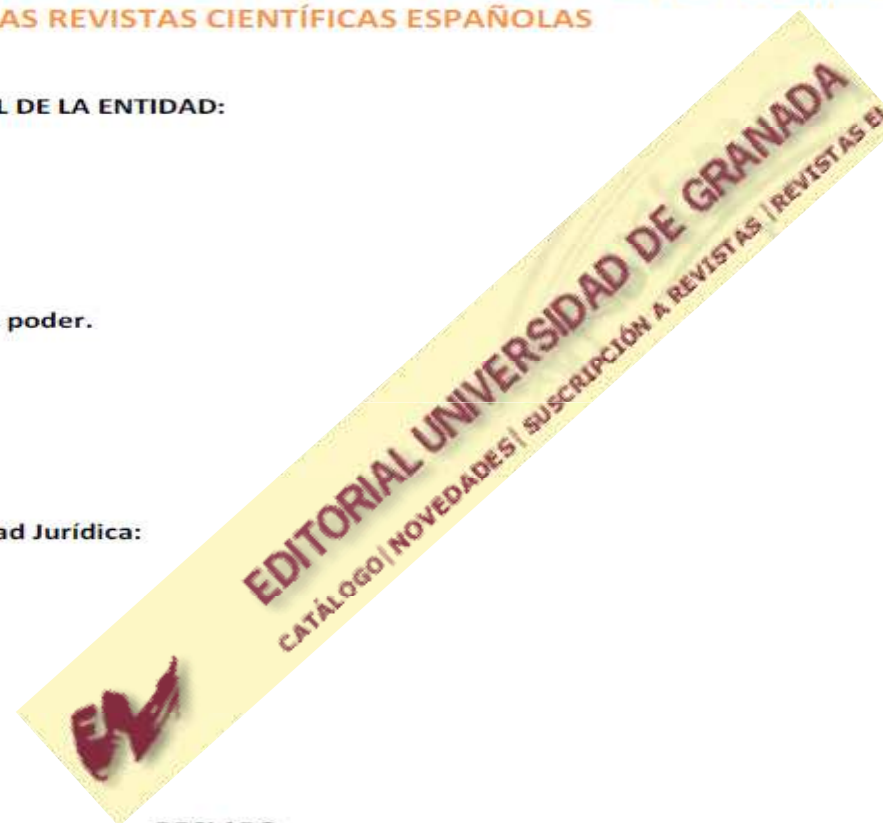 AS REVISTAS CIENTÍFICAS ESPAÑOLAS
L DE LA ENTIDAD:
poder.
ad Jurídica:
EDITORIAL UNIVERSIDAD DE GRANADA
CATÁLOGO| NOVEDADES| SUSCRIPCIÓN A REVISTAS |REVISTAS